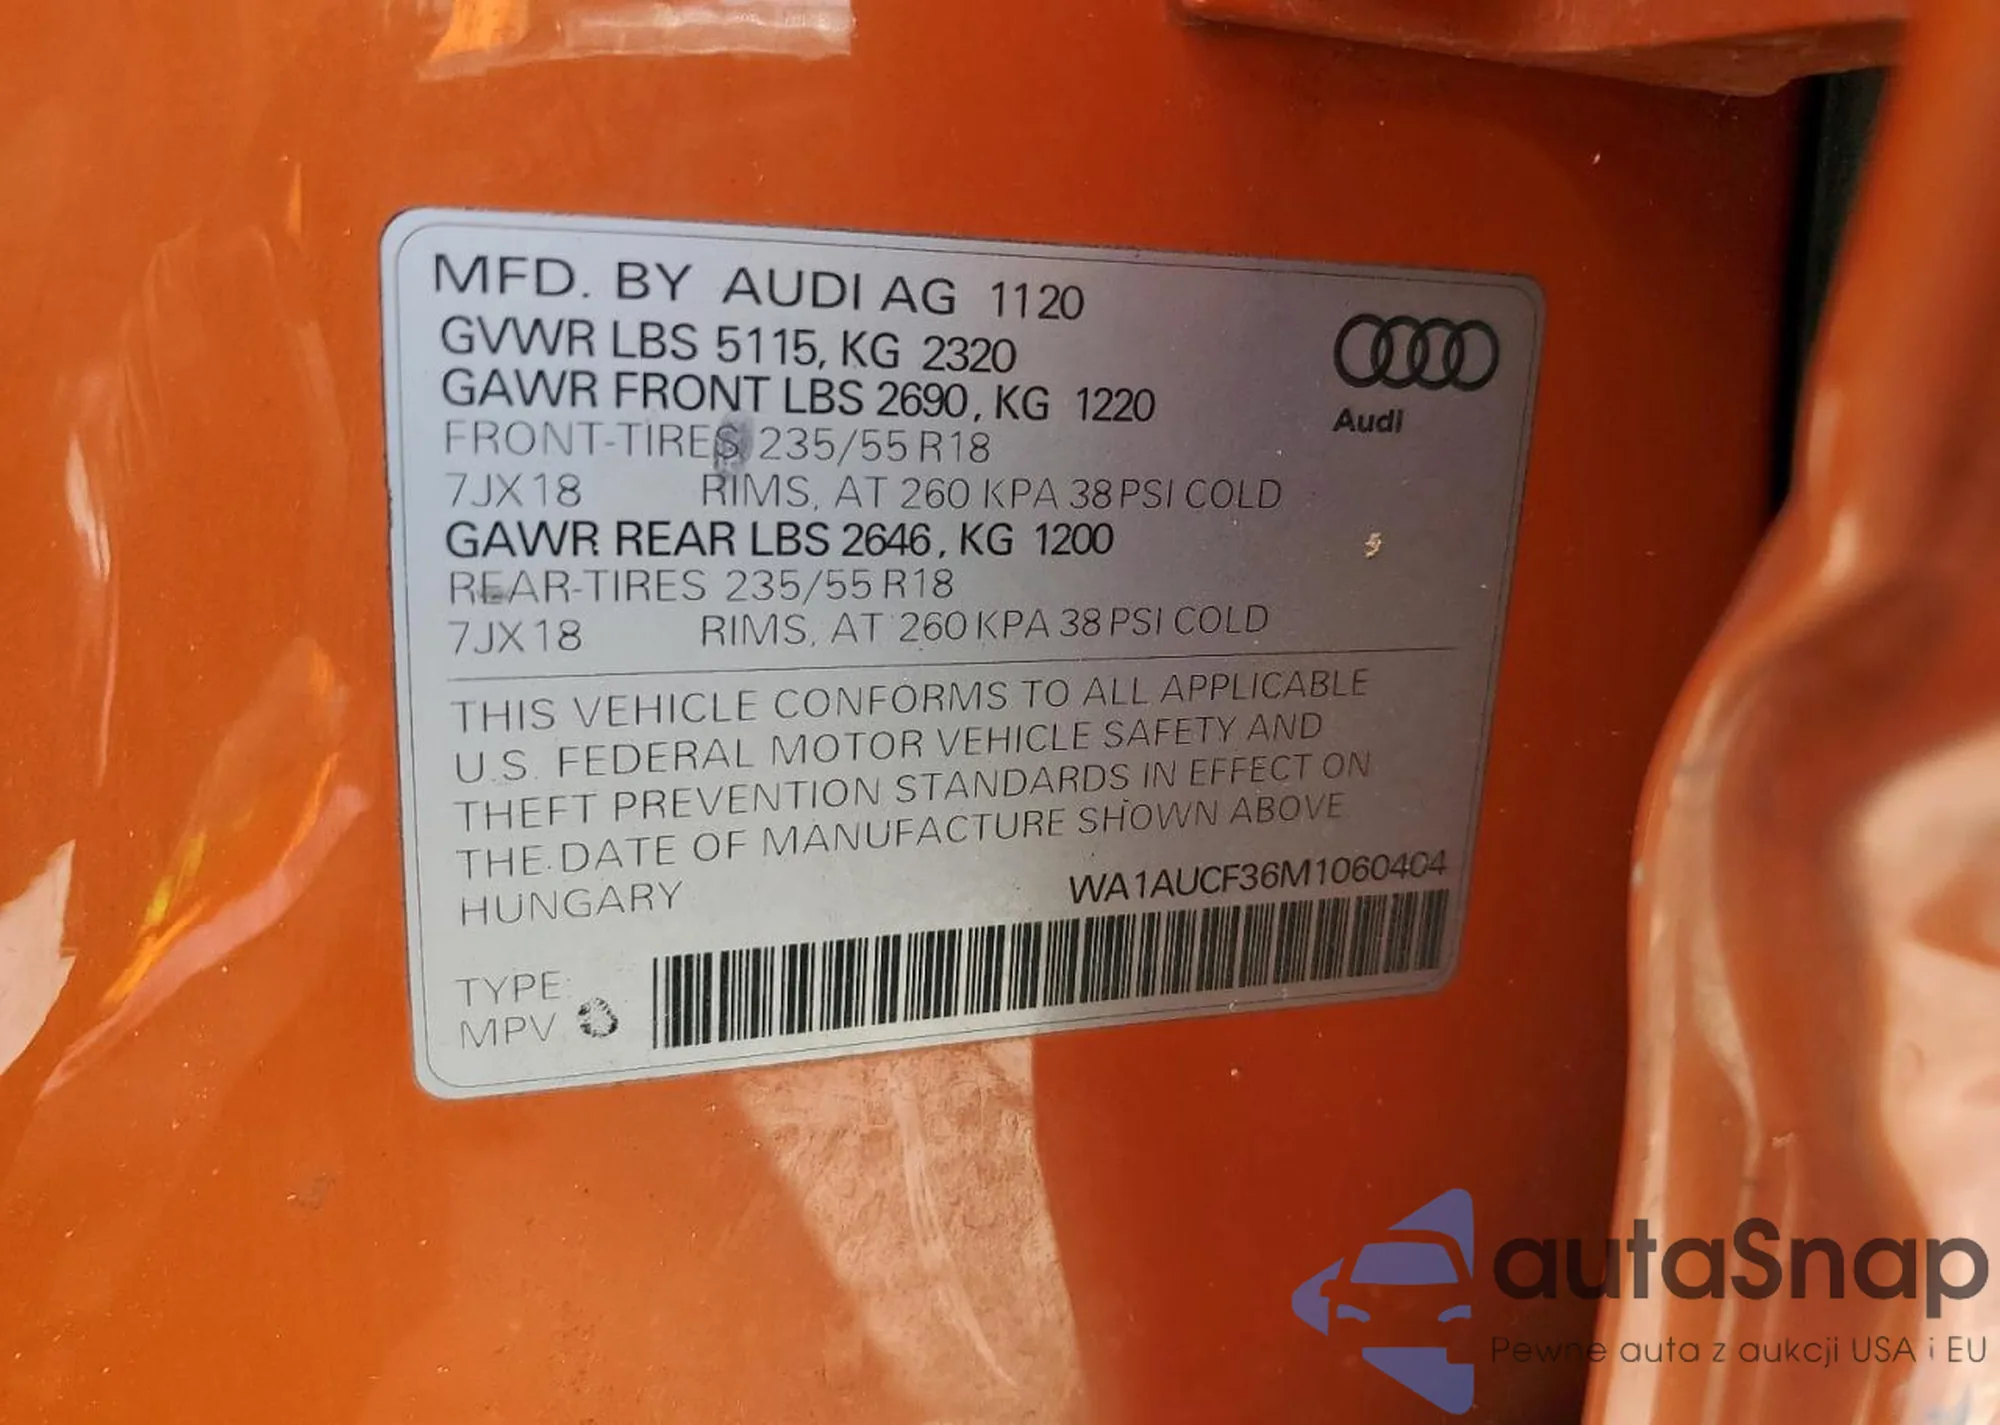 MFD. BY AUDI AG 1120
GVWR LBS 5115, KG 2320
GAWR FRONT LBS 2690, KG 1220
FRONT-TIRES 235/55 R18
7JX18 RIMS, AT 260 KPA 38 PSI COLD
GAWR REAR LBS 2646, KG 1200
REAR-TIRES 235/55 R18
7JX18 RIMS, AT 260 KPA 38 PSI COLD
Audi
THIS VEHICLE CONFORMS TO ALL APPLICABLE
U.S. FEDERAL MOTOR VEHICLE SAFETY AND
THEFT PREVENTION STANDARDS IN EFFECT ON
THE DATE OF MANUFACTURE SHOWN ABOVE
HUNGARY WA1AUCF36M1060404
TYPE:
MPV
autaSnap
Pewne auta z aukcji USA i EU